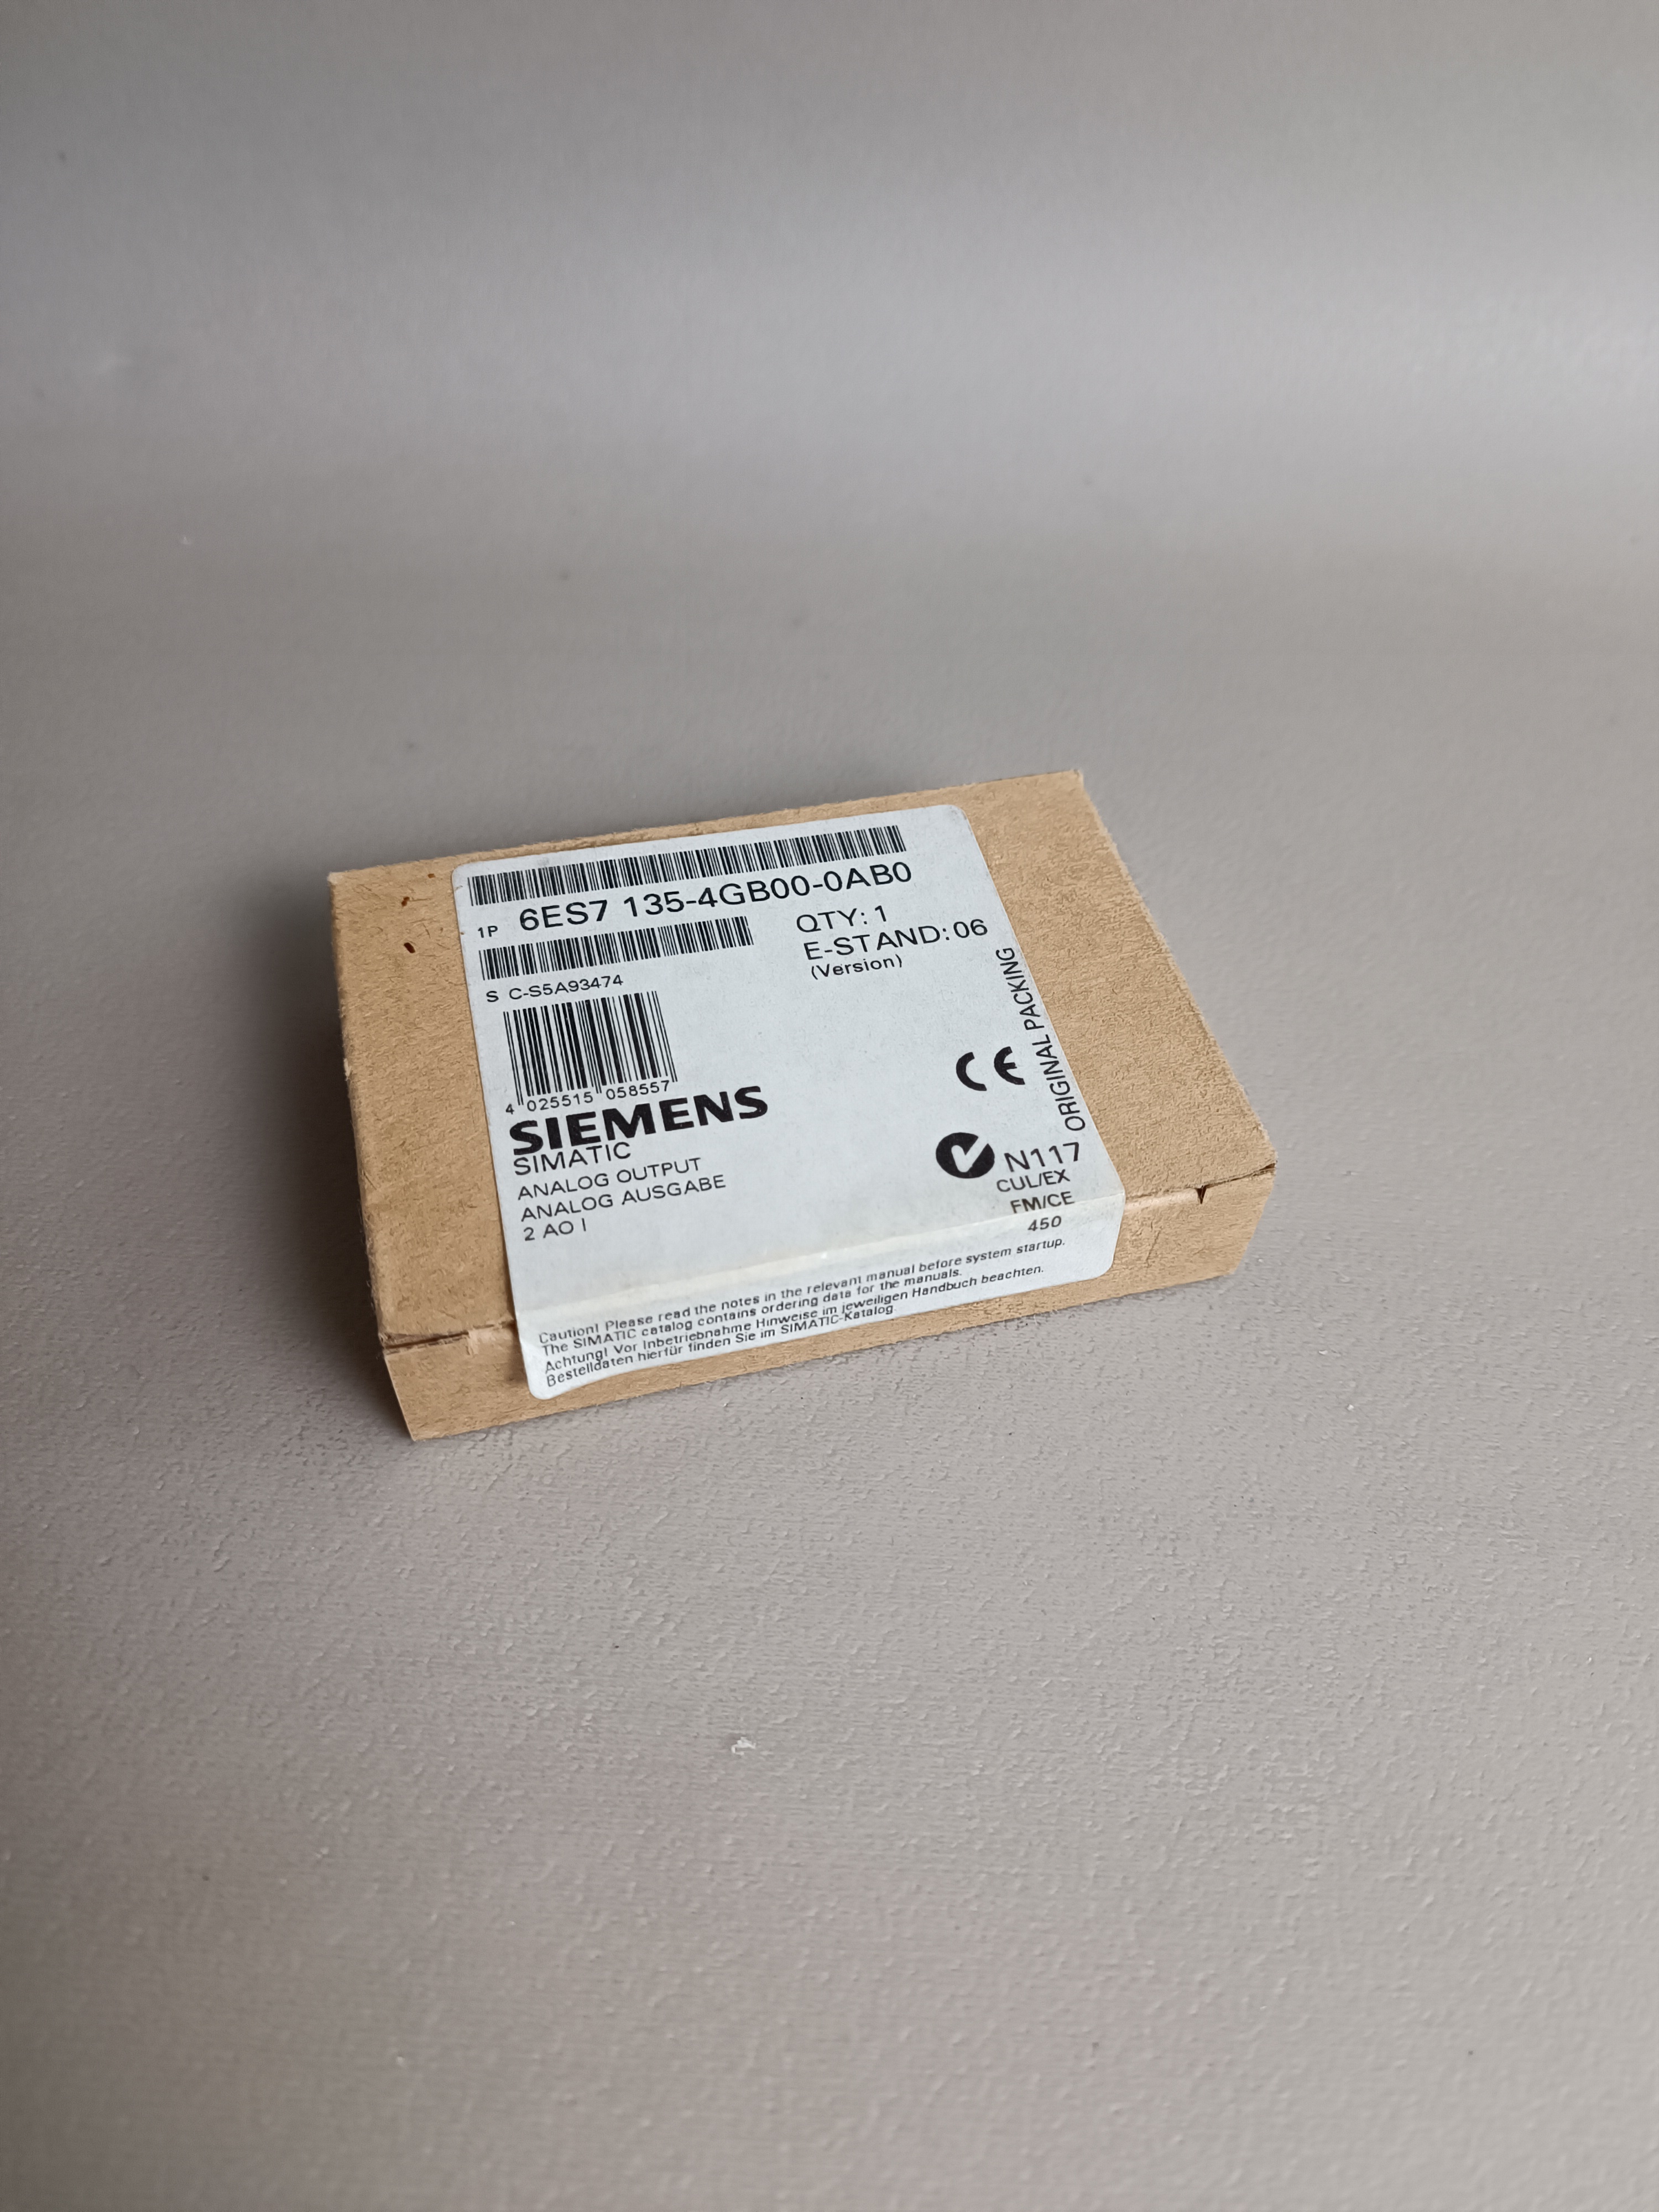 1P 6ES7 135-4GB00-0AB0
QTY: 1
S C-S5A93474
E-STAND: 06
(Version)
4 025515 058557
SIEMENS
SIMATIC
ANALOG OUTPUT
ANALOG AUSGABE
2 AO I
CE
ORIGINAL PACKING
N117
CUL/EX
FM/CE
450
Caution! Please read the notes in the relevant manual before system startup.
The SIMATIC catalog contains ordering data for the manuals.
Achtung! Vor Inbetriebnahme Hinweise im jeweiligen Handbuch beachten.
Bestelldaten hierfür finden Sie im SIMATIC-Katalog.